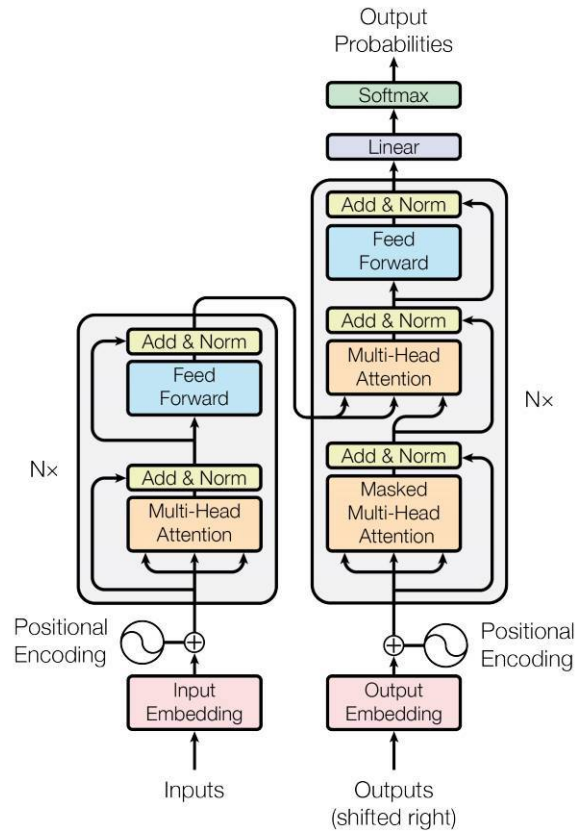 Output
Probabilities
Softmax
Linear
Add & Norm
Feed
Forward
Add & Norm
Multi-Head
Attention
Add & Norm
Masked
Multi-Head
Attention
N×
Add & Norm
Feed
Forward
Add & Norm
Multi-Head
Attention
N×
Positional
Encoding
Positional
Encoding
Input
Embedding
Output
Embedding
Inputs
Outputs
(shifted right)